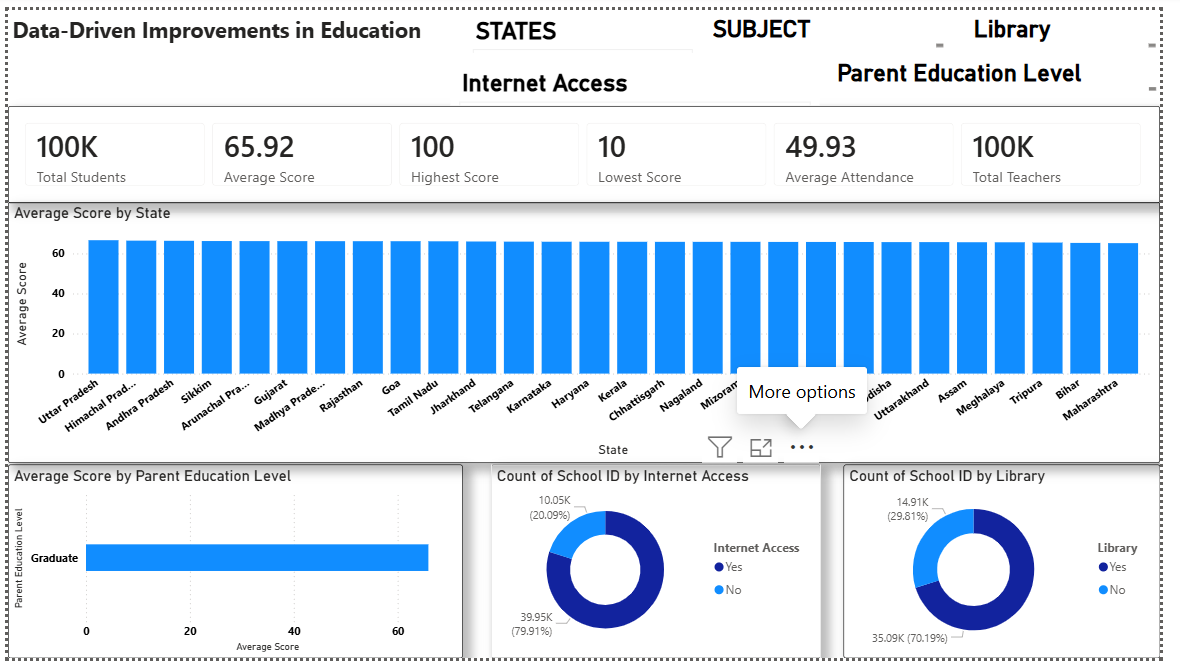 Data-Driven Improvements in Education
STATES
SUBJECT
Library
Internet Access
Parent Education Level
100K
Total Students
65.92
Average Score
100
Highest Score
10
Lowest Score
49.93
Average Attendance
100K
Total Teachers
Average Score by State
Average Score
60
40
20
0
Uttar Pradesh
Himachal Prad...
Andhra Pradesh
Sikkim
Arunachal Pra...
Gujarat
Madhya Prade...
Rajasthan
Goa
Tamil Nadu
Jharkhand
Telangana
Karnataka
Haryana
Kerala
Chhattisgarh
Nagaland
Mizoram
disha
Uttarakhand
Assam
Meghalaya
Tripura
Bihar
Maharashtra
More options
State
Average Score by Parent Education Level
Parent Education Level
Graduate
0
20
40
60
Average Score
Count of School ID by Internet Access
10.05K
(20.09%)
39.95K
(79.91%)
Internet Access
Yes
No
Count of School ID by Library
14.91K
(29.81%)
35.09K (70.19%)
Library
Yes
No